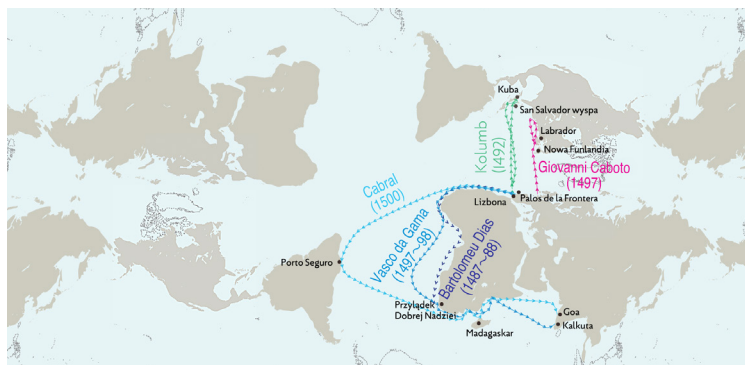 Kuba
San Salvador wyspa
Labrador
Nowa Funlandia
Giovanni Caboto
(1497)
Kolumb
(1492)
Palos de la Frontera
Lizbona
Cabral
(1500)
Vasco da Gama
(1497~98)
Bartolomeu Dias
(1487~88)
Porto Seguro
Przylądek
Dobrej Nadziei
Madagaskar
Goa
Kalkuta